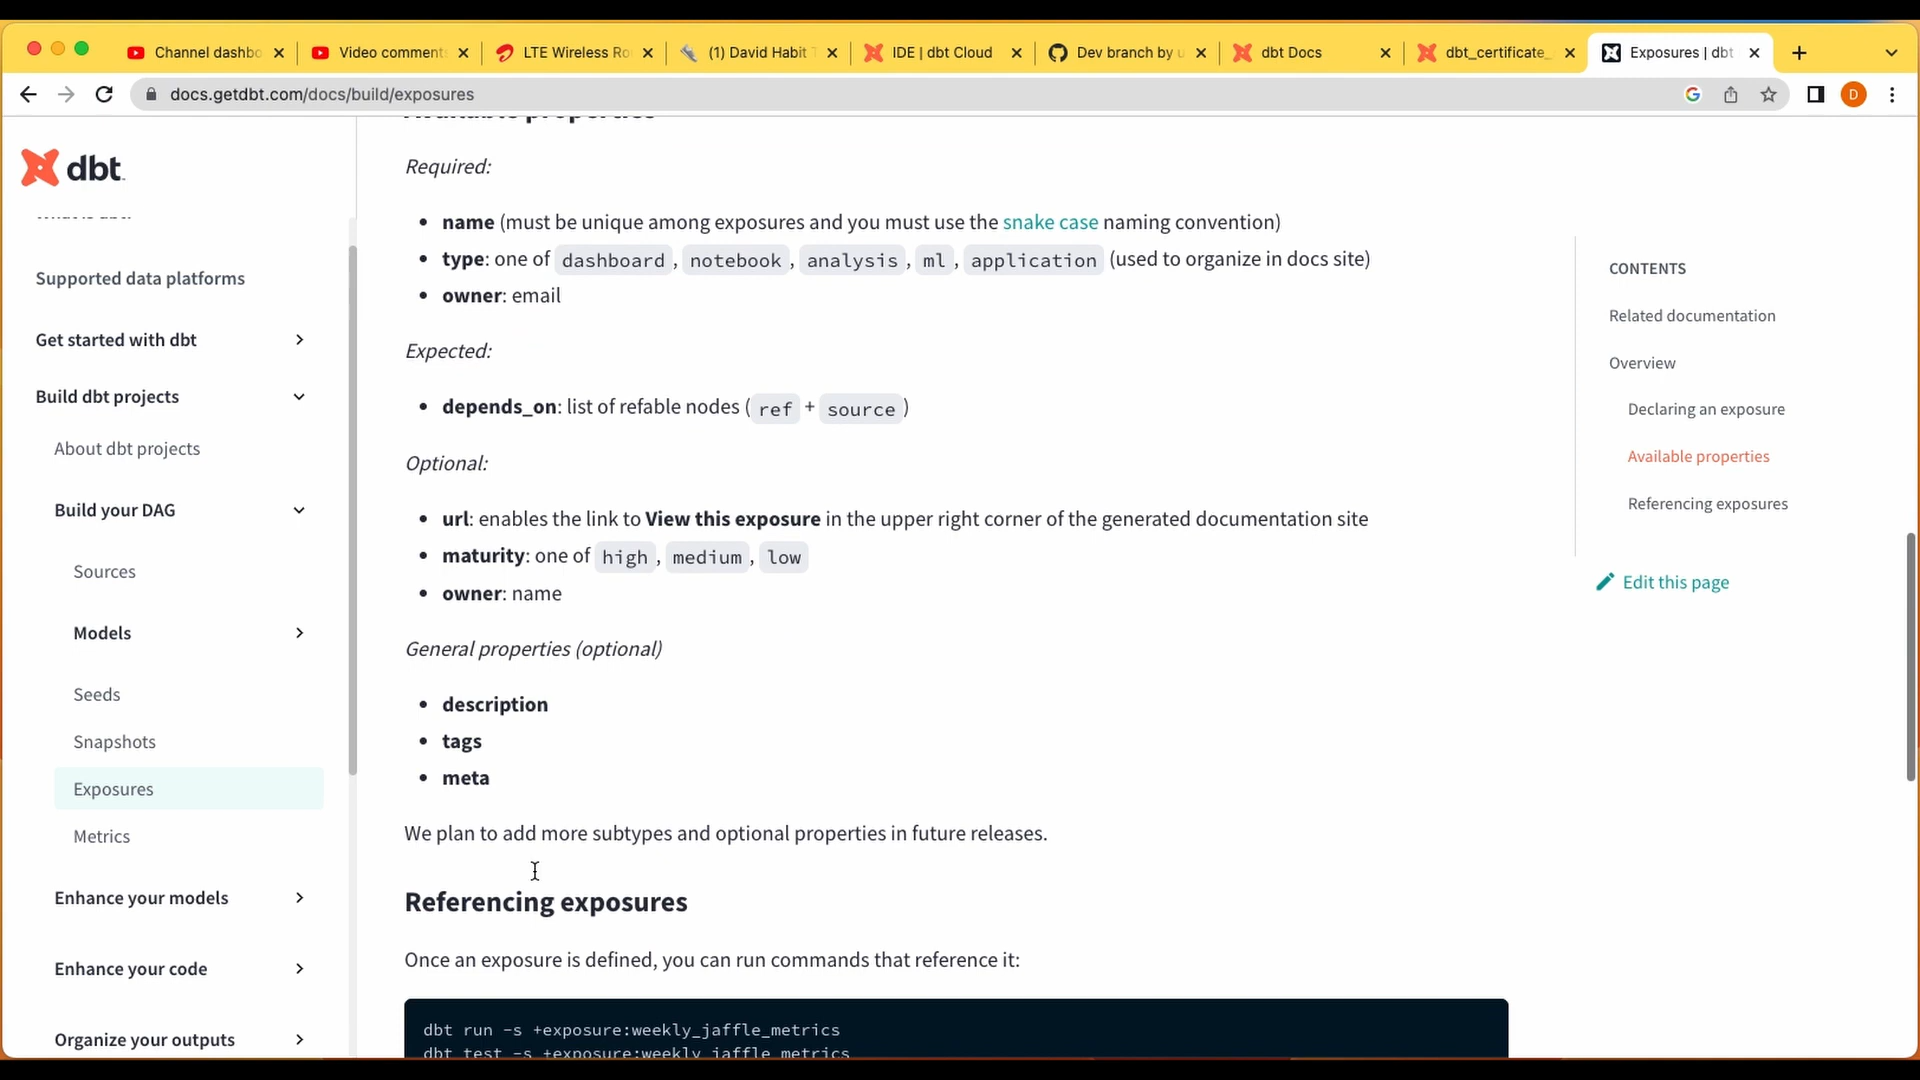 Channel dashbo
Video comment
LTE Wireless Ro
(1) David Habit T
IDE | dbt Cloud
Dev branch by u
dbt Docs
dbt_certificate_
Exposures | dbt
docs.getdbt.com/docs/build/exposures
D
dbt
Supported data platforms
Get started with dbt
Build dbt projects
About dbt projects
Build your DAG
Sources
Models
Seeds
Snapshots
Exposures
Metrics
Enhance your models
Enhance your code
Organize your outputs
Available properties
Required:
• name (must be unique among exposures and you must use the snake case naming convention)
• type: one of dashboard, notebook, analysis, ml, application (used to organize in docs site)
• owner: email
Expected:
• depends_on: list of refable nodes (ref + source)
Optional:
• url: enables the link to View this exposure in the upper right corner of the generated documentation site
• maturity: one of high, medium, low
• owner: name
General properties (optional)
• description
• tags
• meta
We plan to add more subtypes and optional properties in future releases.
Referencing exposures
Once an exposure is defined, you can run commands that reference it:
dbt run -s +exposure:weekly_jaffle_metrics
dbt test -s +exposure:weekly_jaffle_metrics
CONTENTS
Related documentation
Overview
Declaring an exposure
Available properties
Referencing exposures
Edit this page